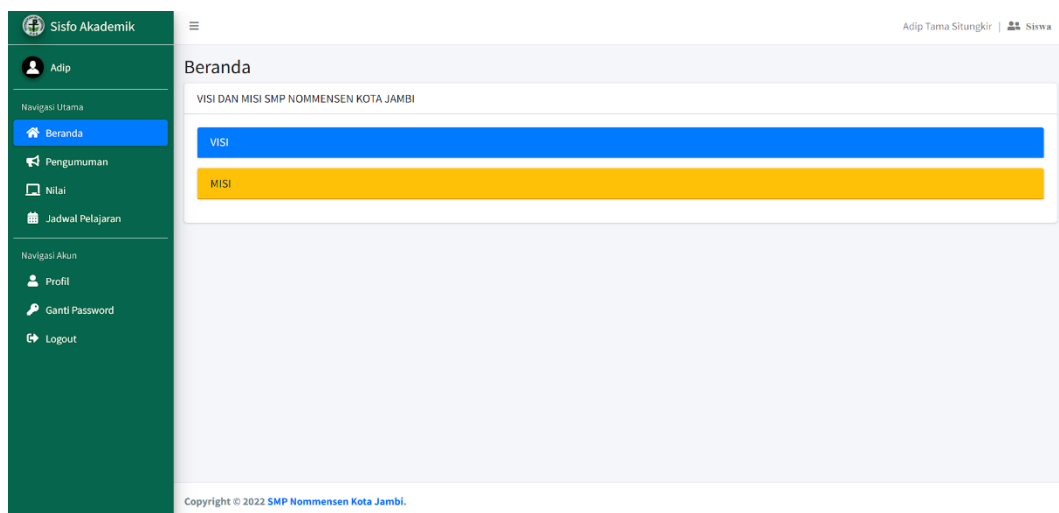 Sisfo Akademik
Adip Tama Situngkir | Siswa
Adip
Navigasi Utama
Beranda
Pengumuman
Nilai
Jadwal Pelajaran
Navigasi Akun
Profil
Ganti Password
Logout
Beranda
VISI DAN MISI SMP NOMMENSEN KOTA JAMBI
VISI
MISI
Copyright © 2022 SMP Nommensen Kota Jambi.